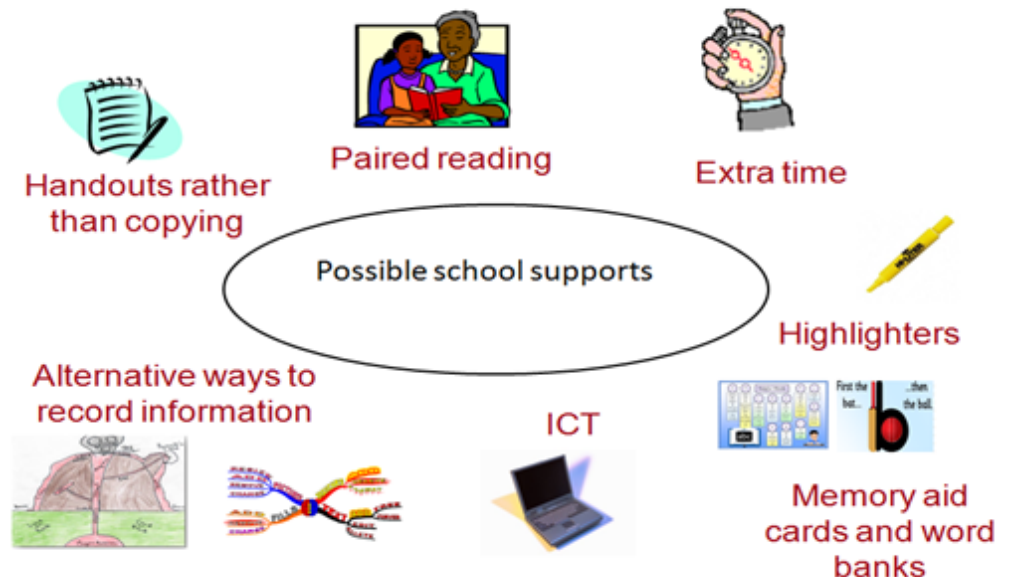 Paired reading
Extra time
Handouts rather
than copying
Possible school supports
Highlighters
Alternative ways to
record information
ICT
First the
bat...
...then
the ball.
Memory aid
cards and word
banks